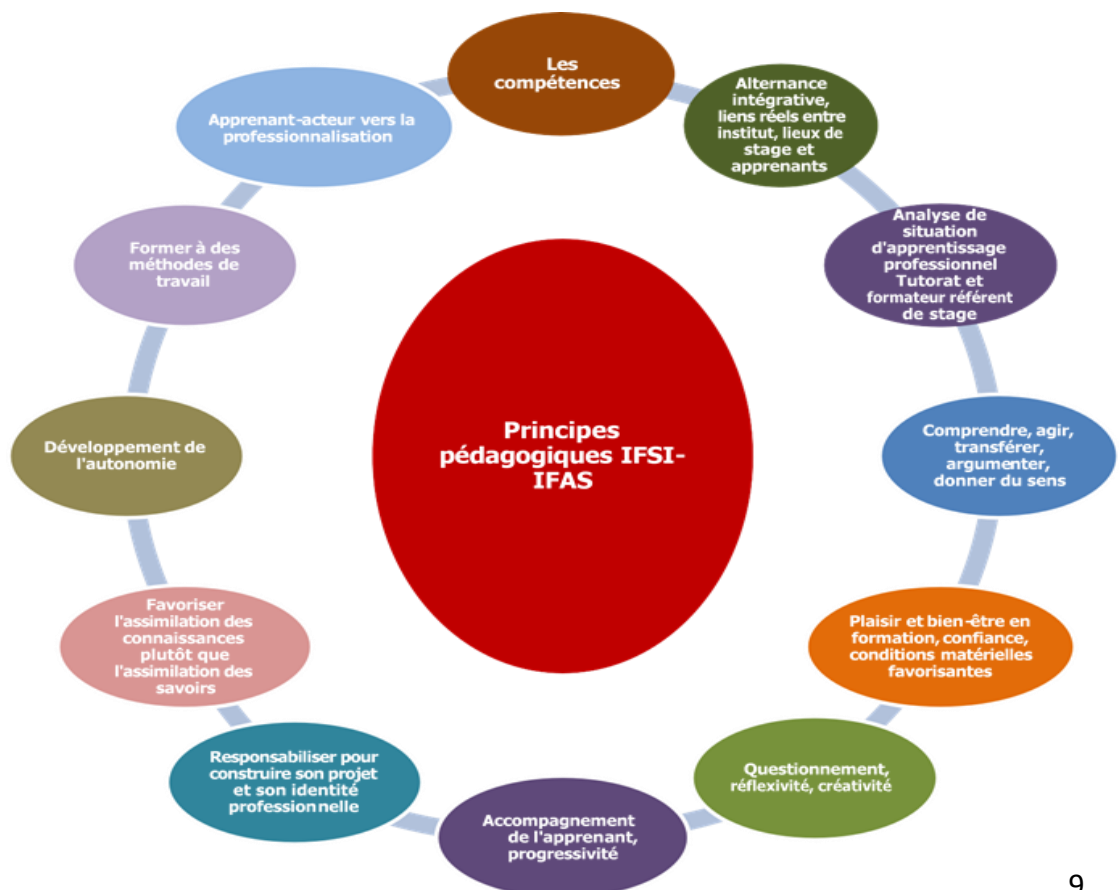 Les
compétences
Alternance
intégrative,
liens réels entre
institut, lieux de
stage et
apprenants
Analyse de
situation
d'apprentissage
professionnel
Tutorat et
formateur référent
de stage
Comprendre, agir,
transférer,
argumenter,
donner du sens
Plaisir et bien-être en
formation, confiance,
conditions matérielles
favorisantes
Questionnement,
réflexivité, créativité
Accompagnement
de l'apprenant,
progressivité
Responsabiliser pour
construire son projet
et son identité
professionnelle
Favoriser
l'assimilation des
connaissances
plutôt que
l'assimilation des
savoirs
Développement de
l'autonomie
Former à des
méthodes de
travail
Apprenant-acteur vers la
professionnalisation
Principes
pédagogiques IFSI-
IFAS
9